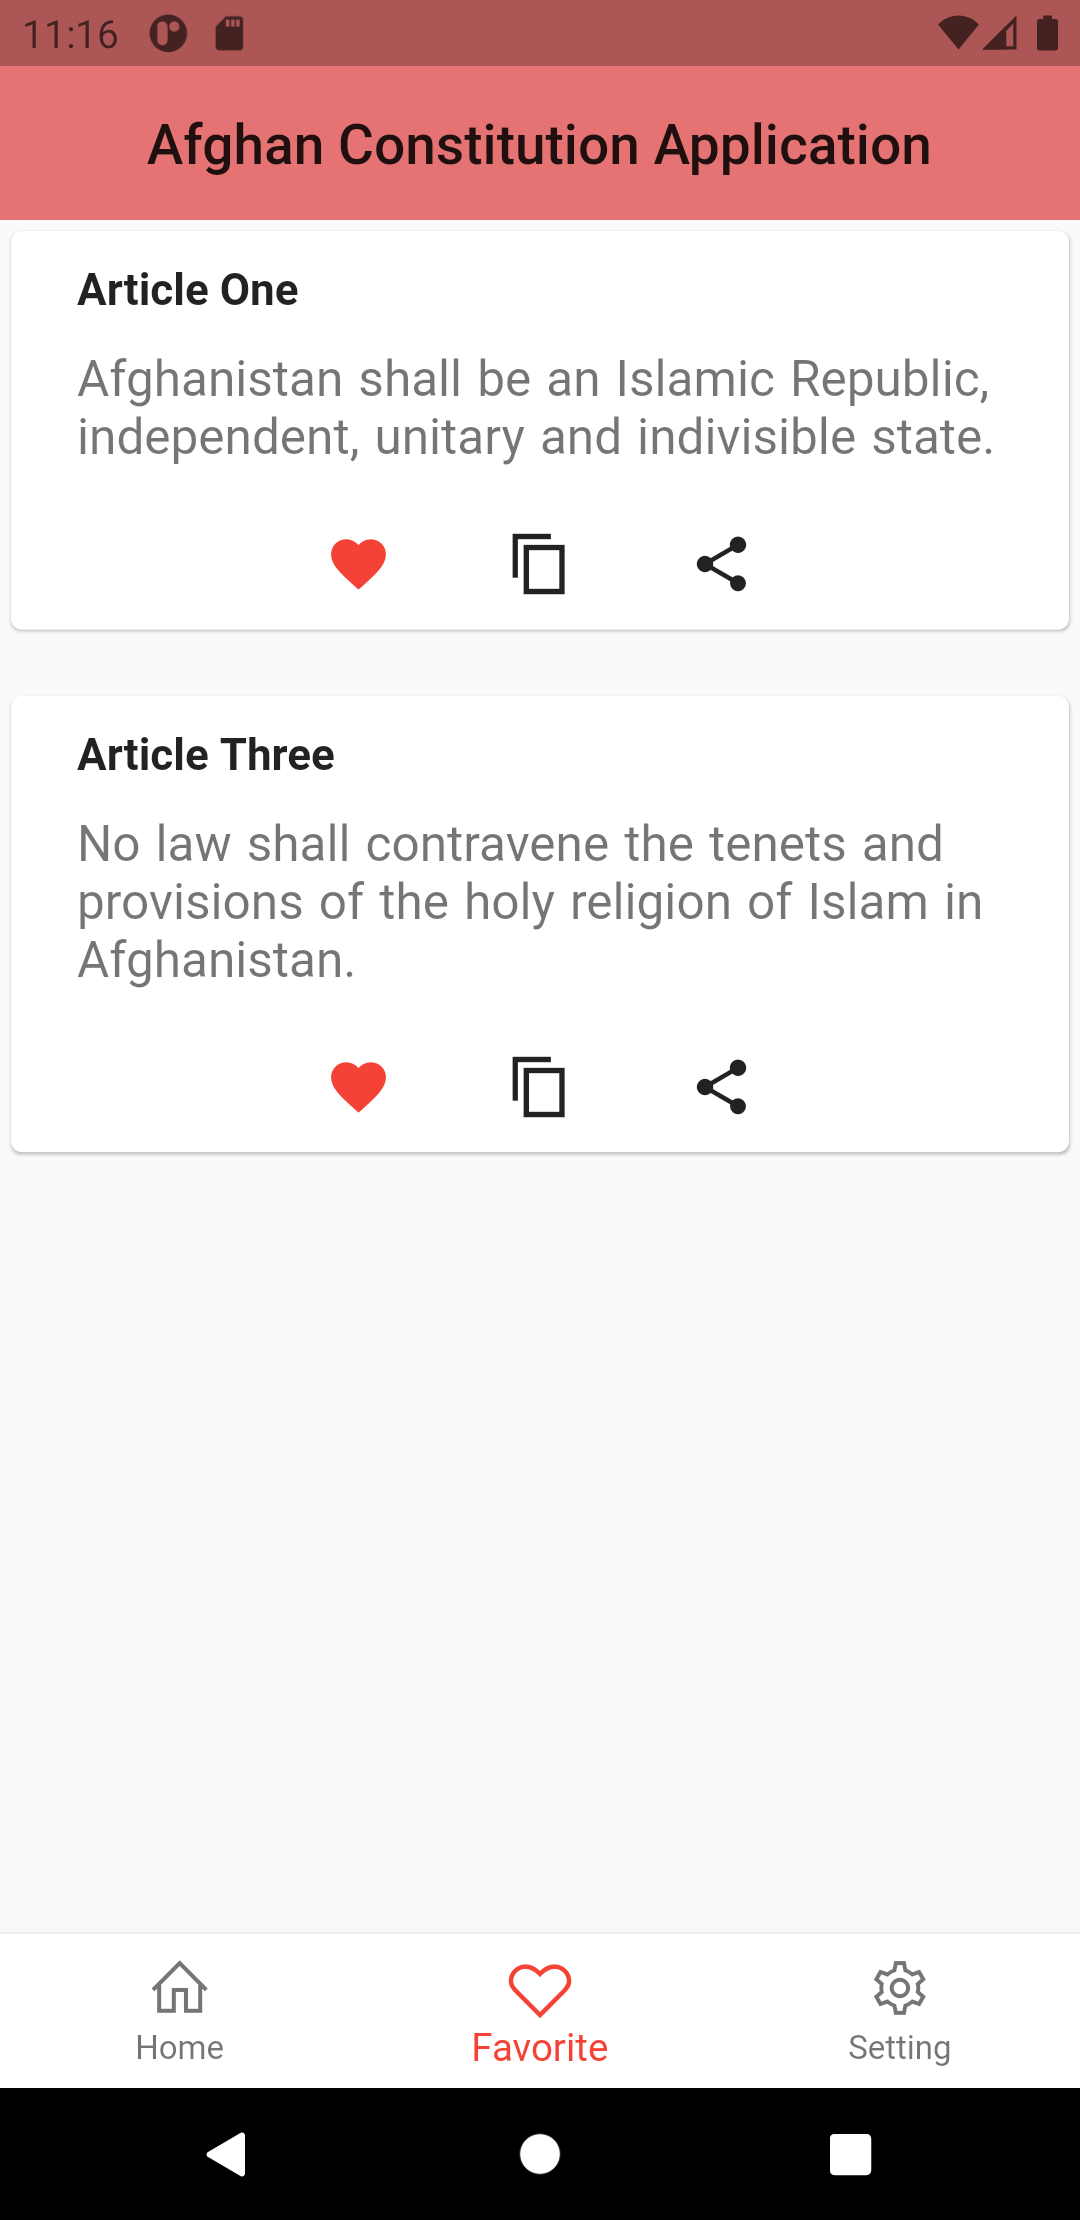 11:16
Afghan Constitution Application
Article One
Afghanistan shall be an Islamic Republic,
independent, unitary and indivisible state.
Article Three
No law shall contravene the tenets and
provisions of the holy religion of Islam in
Afghanistan.
Home
Favorite
Setting